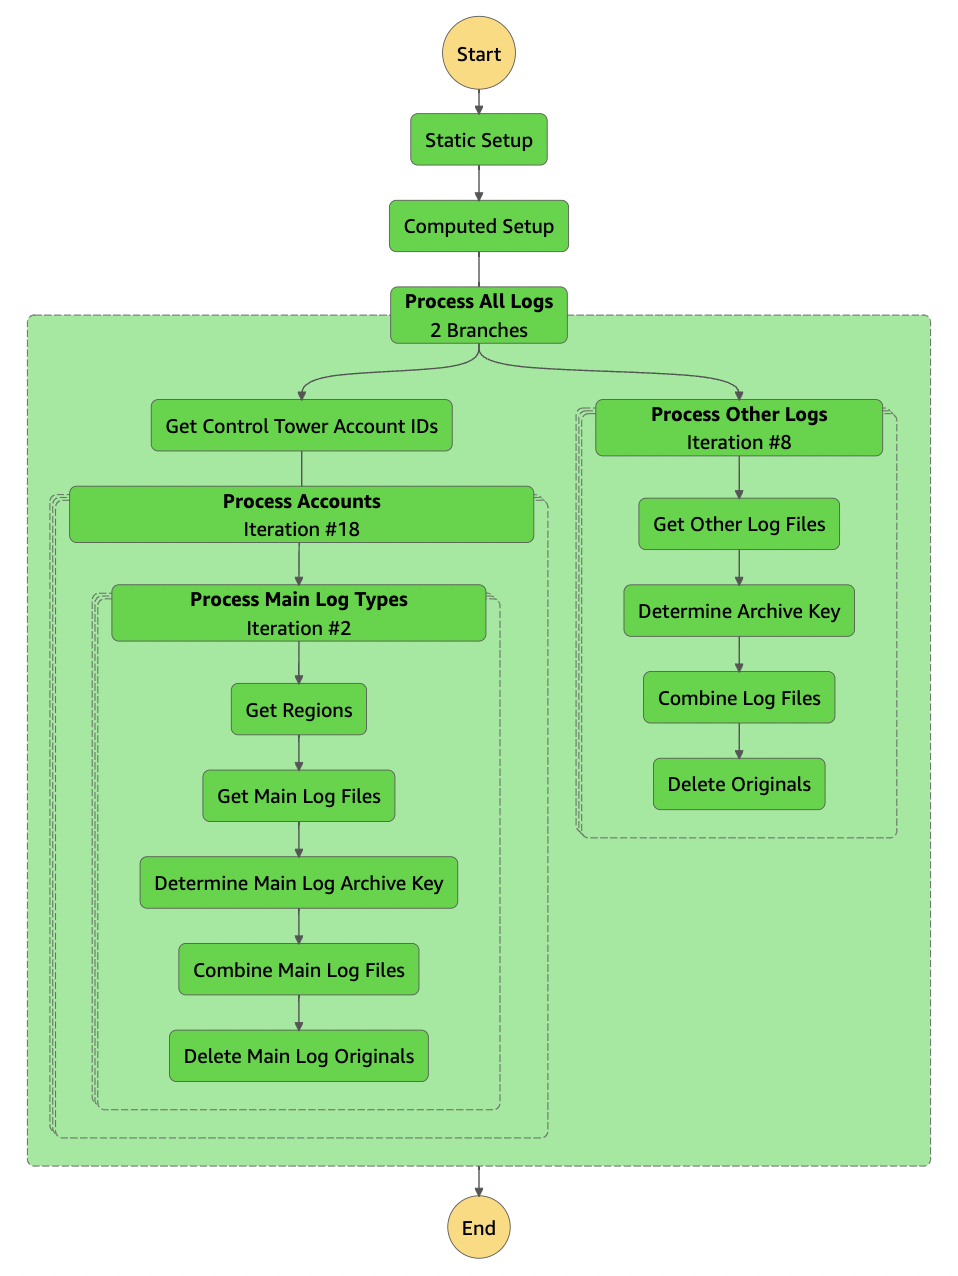 Start
Static Setup
Computed Setup
Process All Logs
2 Branches
Get Control Tower Account IDs
Process Accounts
Iteration #18
Process Main Log Types
Iteration #2
Get Regions
Get Main Log Files
Determine Main Log Archive Key
Combine Main Log Files
Delete Main Log Originals
Process Other Logs
Iteration #8
Get Other Log Files
Determine Archive Key
Combine Log Files
Delete Originals
End